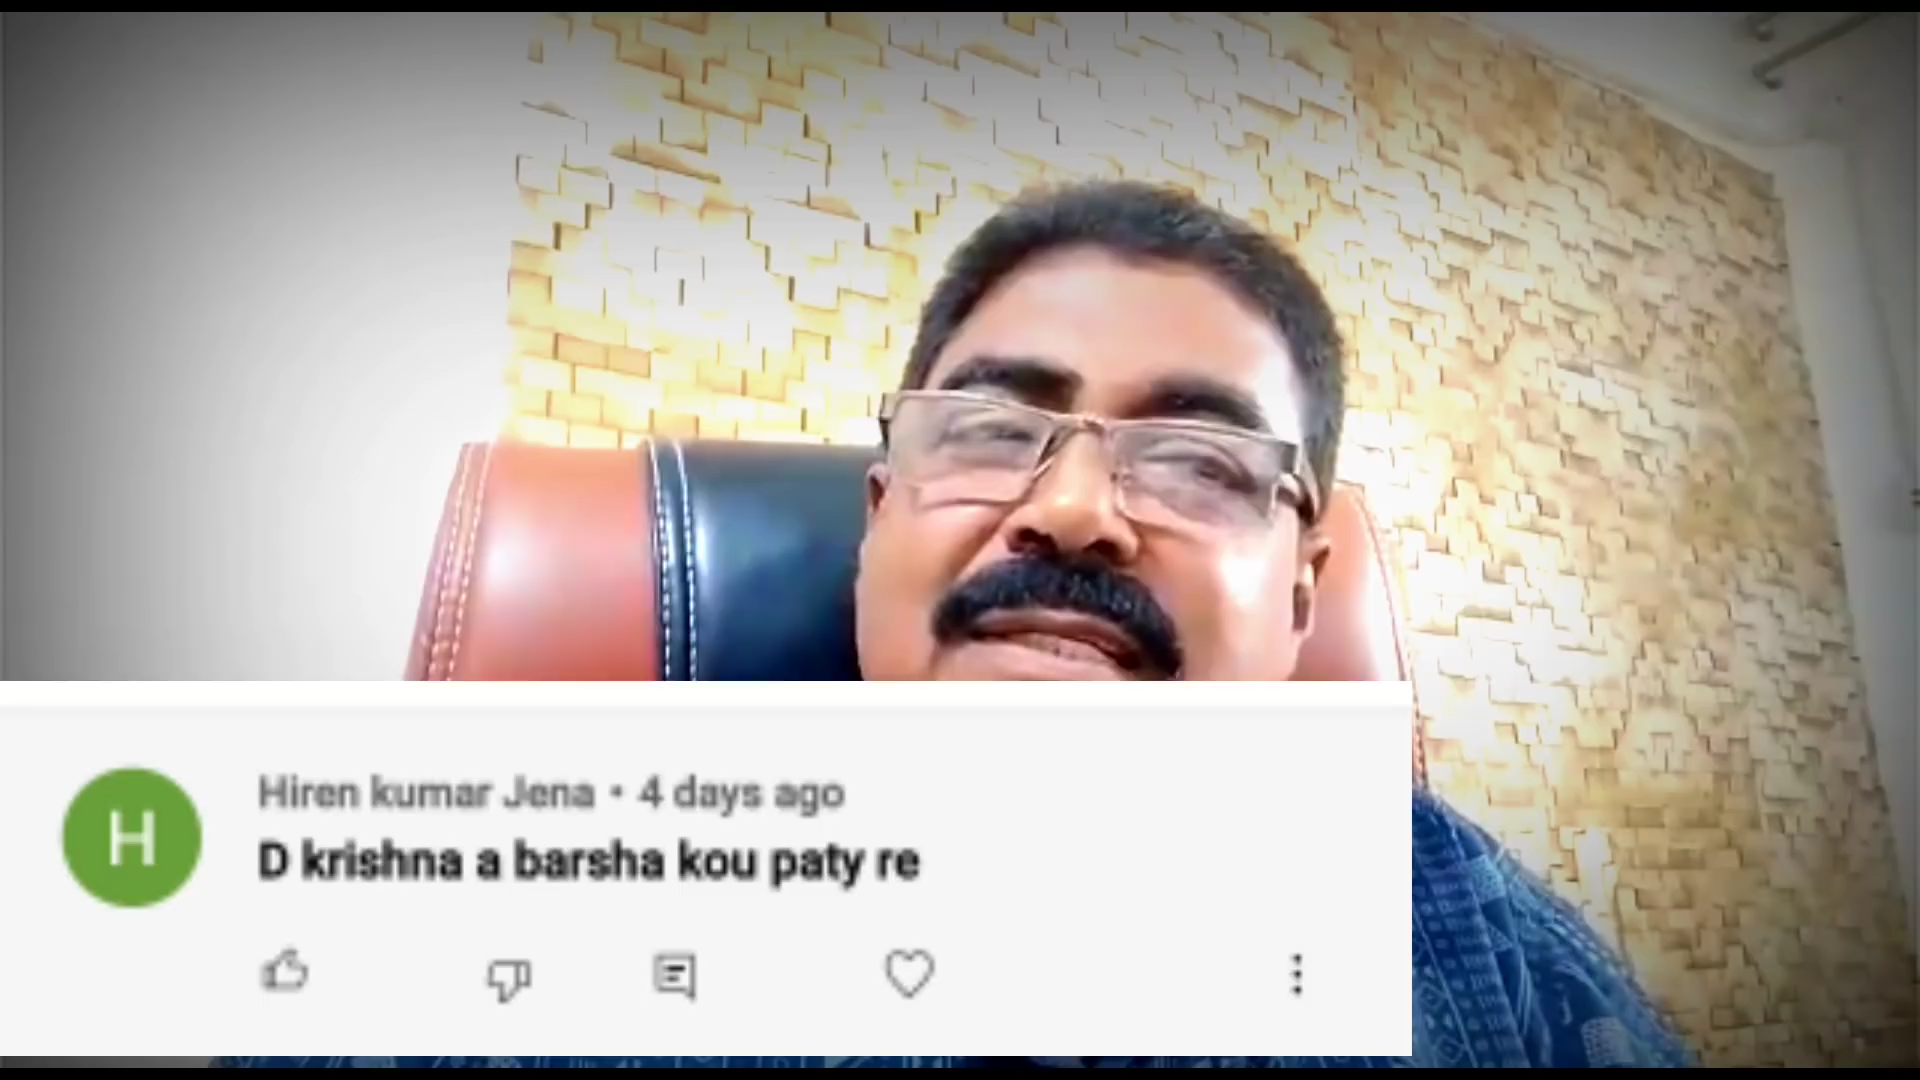 H
Hiren kumar Jena • 4 days ago
D krishna a barsha kou paty re